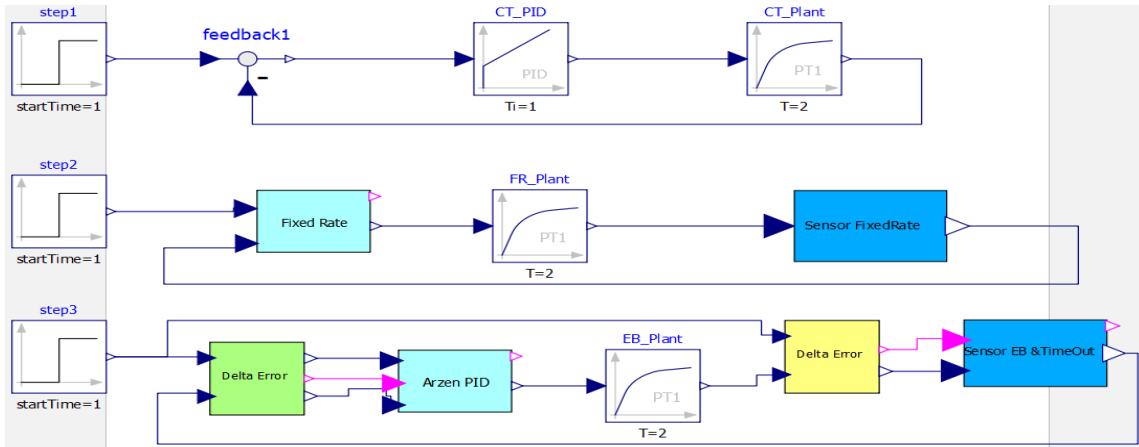 step1
feedback1
CT_PID
CT_Plant
PID
PT1
startTime=1
Ti=1
T=2
step2
FR_Plant
Fixed Rate
PT1
Sensor FixedRate
startTime=1
T=2
step3
EB_Plant
Delta Error
Arzen PID
PT1
Delta Error
Sensor EB &TimeOut
startTime=1
T=2